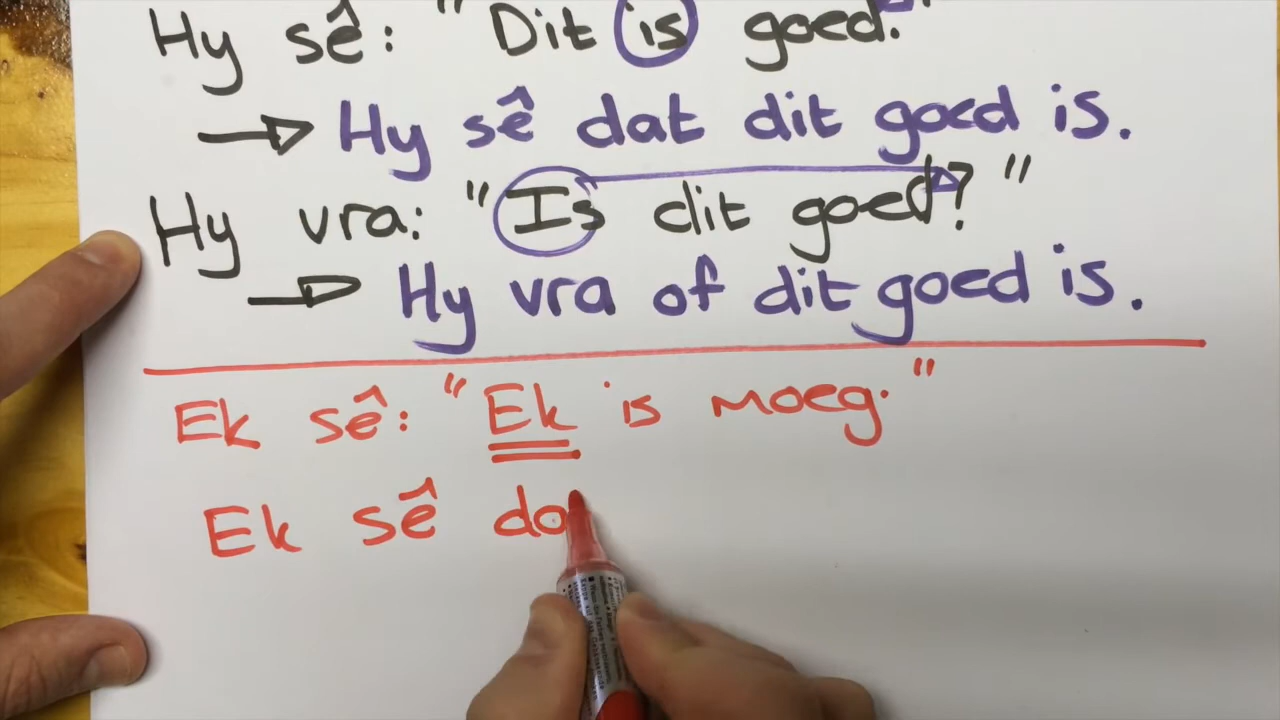 Hy sê: "Dit is goed."
Hy sê dat dit goed is.
Hy vra: "Is dit goed?"
Hy vra of dit goed is.
Ek sê: "Ek is moeg."
Ek sê da